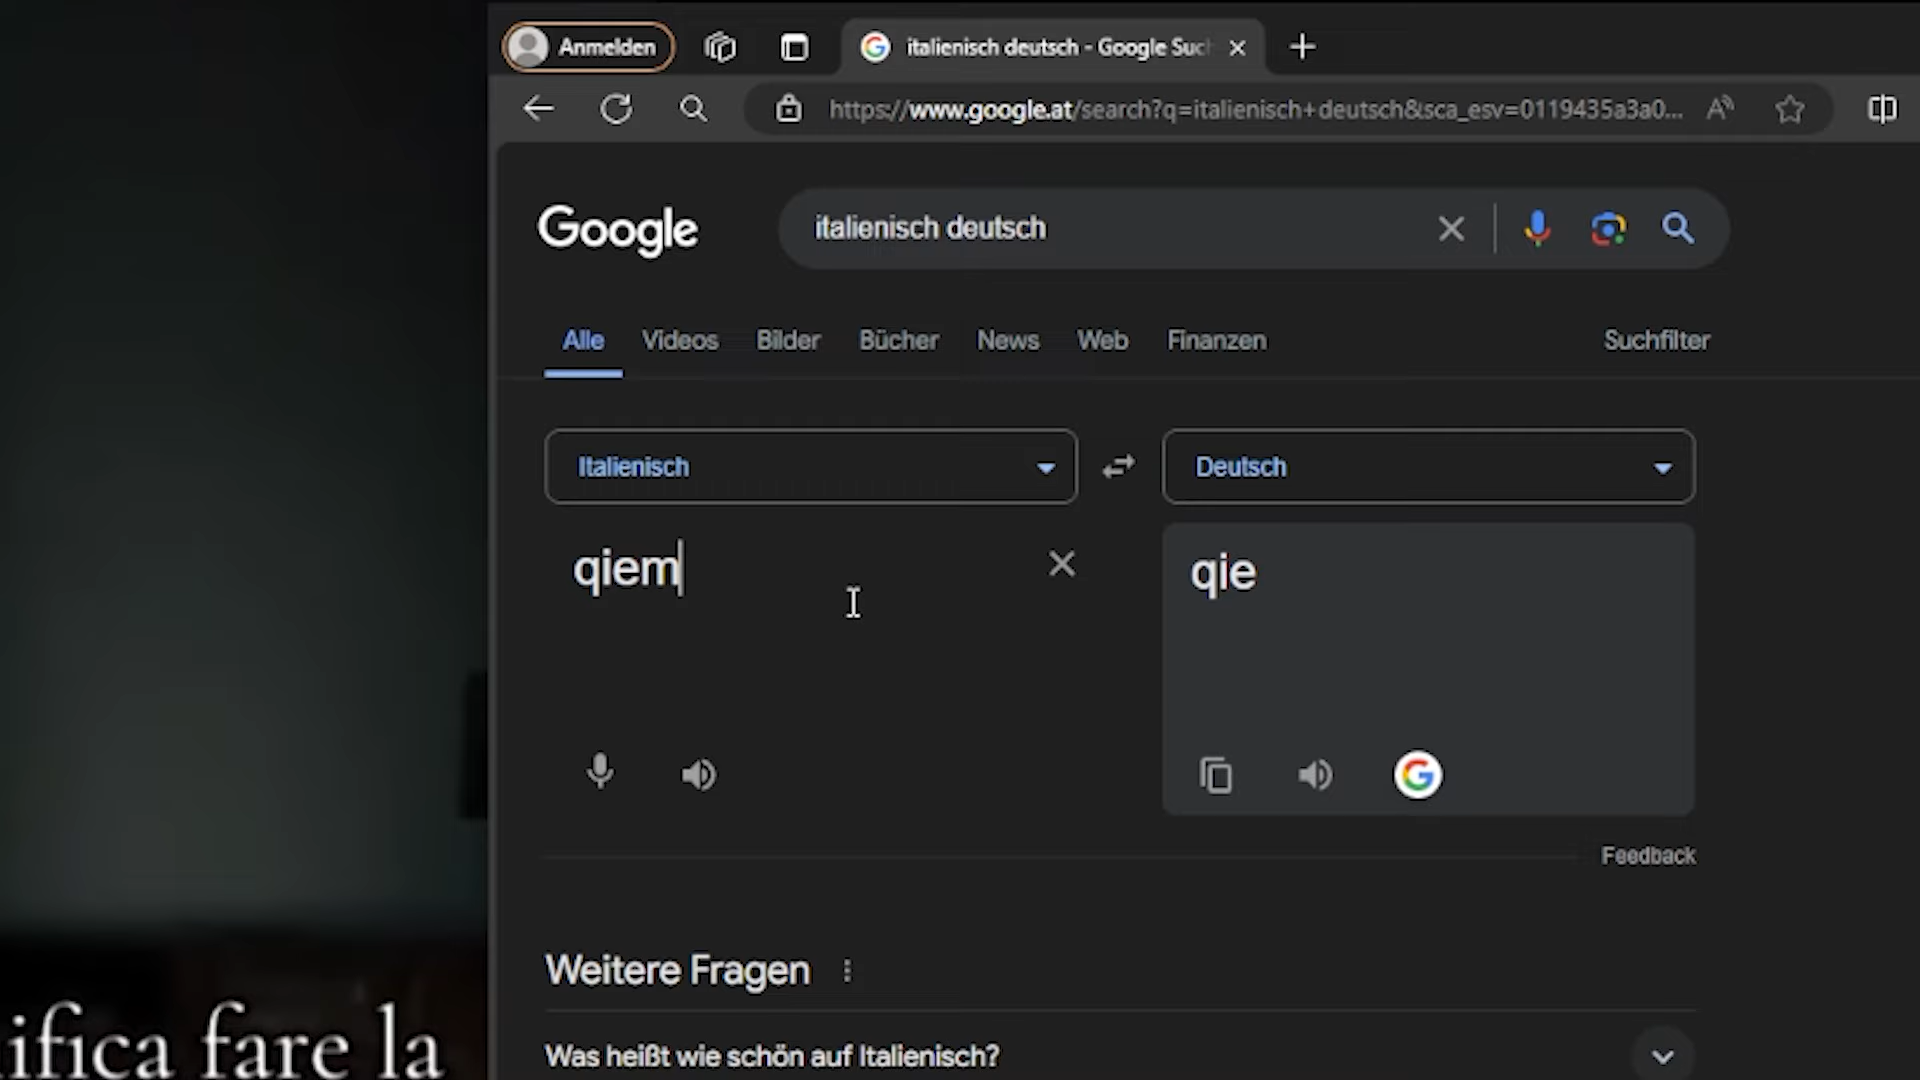 Anmelden
italienisch deutsch - Google Such
https://www.google.at/search?q=italienisch+deutsch&sca_esv=0119435a3a0...
Google
italienisch deutsch
Alle Videos Bilder Bücher News Web Finanzen Suchfilter
Italienisch Deutsch
qiem qie
Feedback
Weitere Fragen
Was heißt wie schön auf Italienisch?
ifica fare la